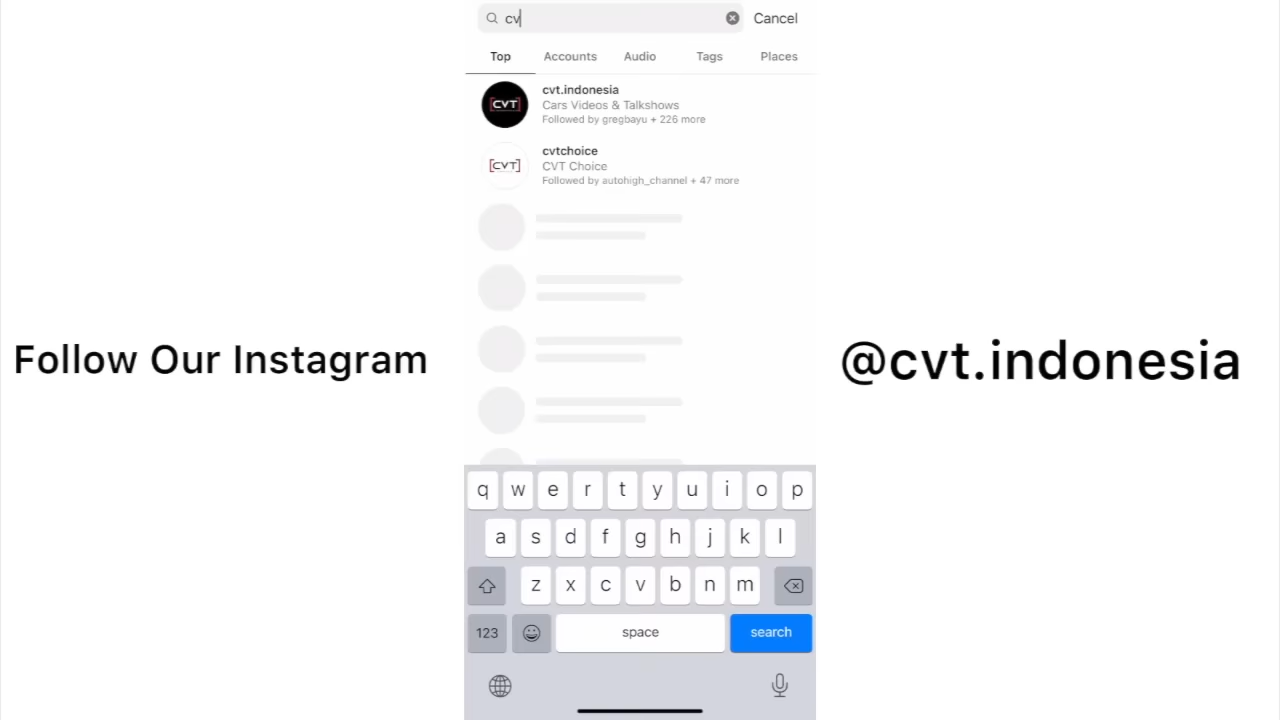 cv
Cancel
Top
Accounts
Audio
Tags
Places
[CVT]
cvt.indonesia
Cars Videos & Talkshows
Followed by gregbayu + 226 more
[CVT]
cvtchoice
CVT Choice
Followed by autohigh_channel + 47 more
Follow Our Instagram
@cvt.indonesia
q w e r t y u i o p
a s d f g h j k l
z x c v b n m
123
space
search